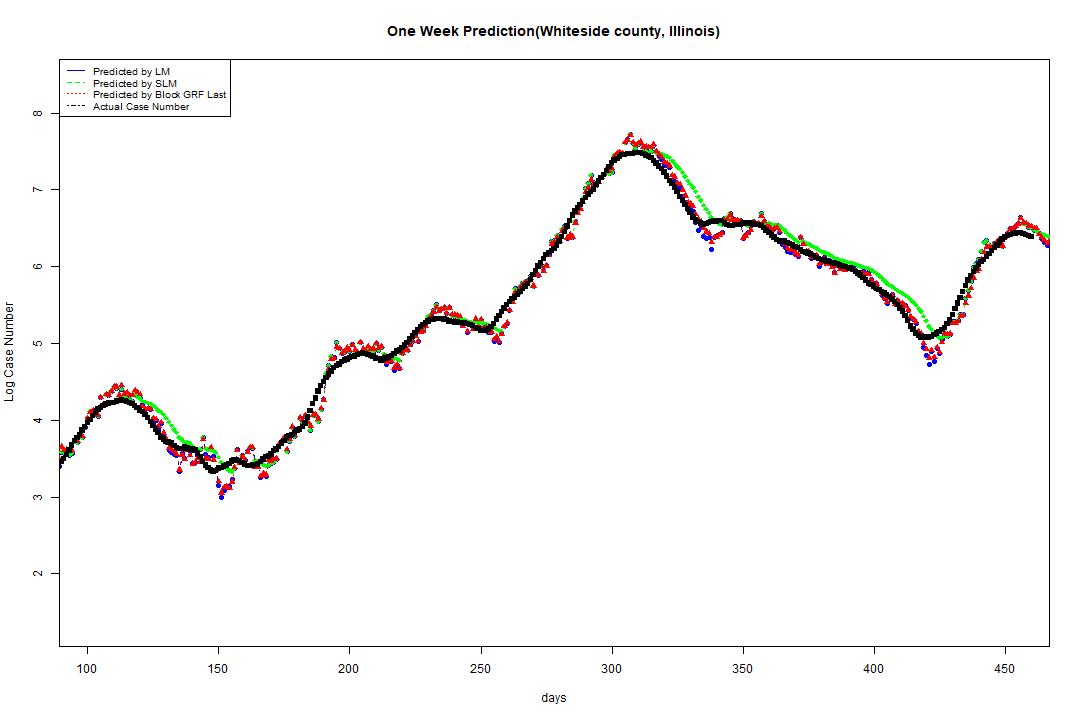 One Week Prediction(Whiteside county, Illinois)
Predicted by LM
Predicted by SLM
Predicted by Block GRF Last
Actual Case Number
8
7
6
5
4
3
2
Log Case Number
100 150 200 250 300 350 400 450
days